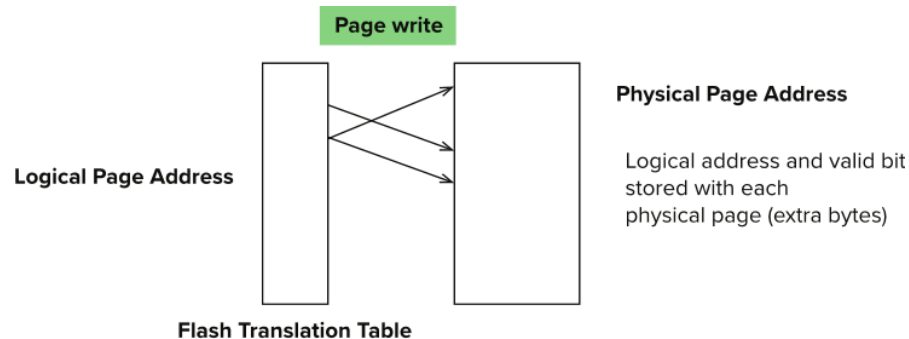 Page write
Physical Page Address
Logical address and valid bit
stored with each
physical page (extra bytes)
Logical Page Address
Flash Translation Table